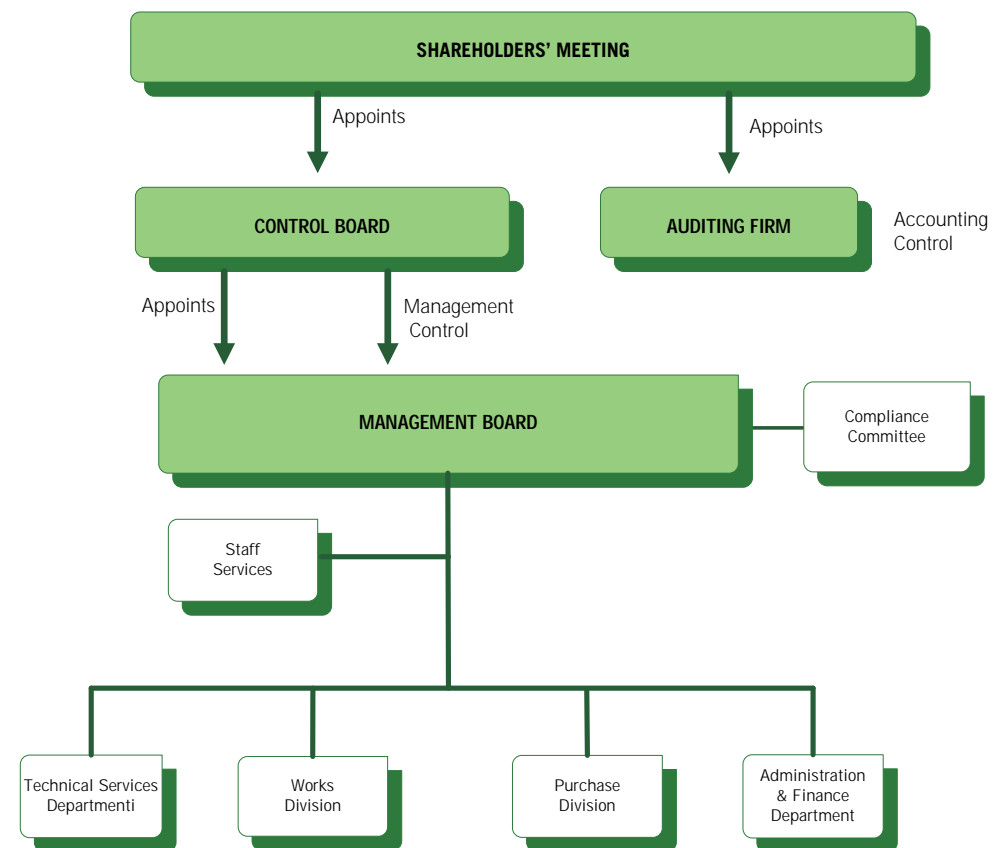 SHAREHOLDERS’ MEETING
Appoints
Appoints
CONTROL BOARD
AUDITING FIRM
Accounting
Control
Appoints
Management
Control
MANAGEMENT BOARD
Compliance
Committee
Staff
Services
Technical Services
Departmenti
Works
Division
Purchase
Division
Administration
& Finance
Department